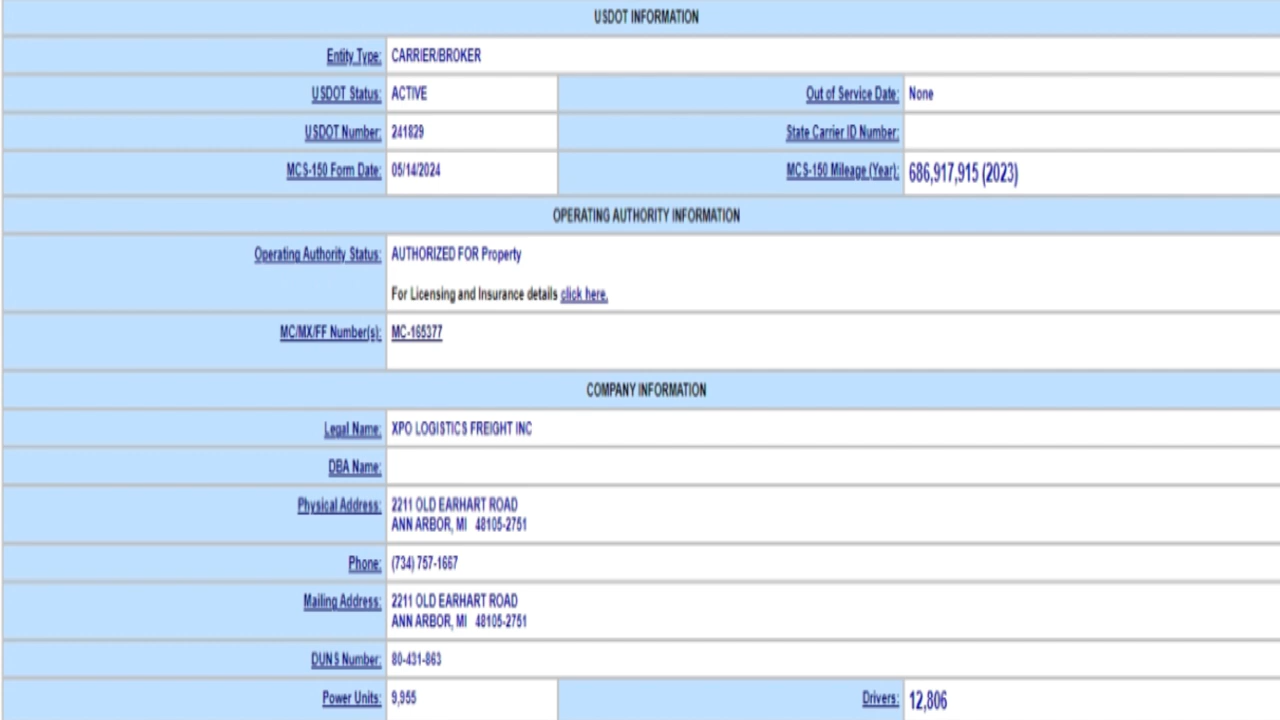 USDOT INFORMATION
Entity Type: CARRIER/BROKER
USDOT Status: ACTIVE Out of Service Date: None
USDOT Number: 241829 State Carrier ID Number:
MCS-150 Form Date: 05/14/2024 MCS-150 Mileage (Year): 686,917,915 (2023)
OPERATING AUTHORITY INFORMATION
Operating Authority Status: AUTHORIZED FOR Property
For Licensing and Insurance details click here.
MC/MX/FF Number(s): MC-165377
COMPANY INFORMATION
Legal Name: XPO LOGISTICS FREIGHT INC
DBA Name:
Physical Address: 2211 OLD EARHART ROAD
ANN ARBOR, MI 48105-2751
Phone: (734) 757-1667
Mailing Address: 2211 OLD EARHART ROAD
ANN ARBOR, MI 48105-2751
DUNS Number: 80-431-863
Power Units: 9,955 Drivers: 12,806